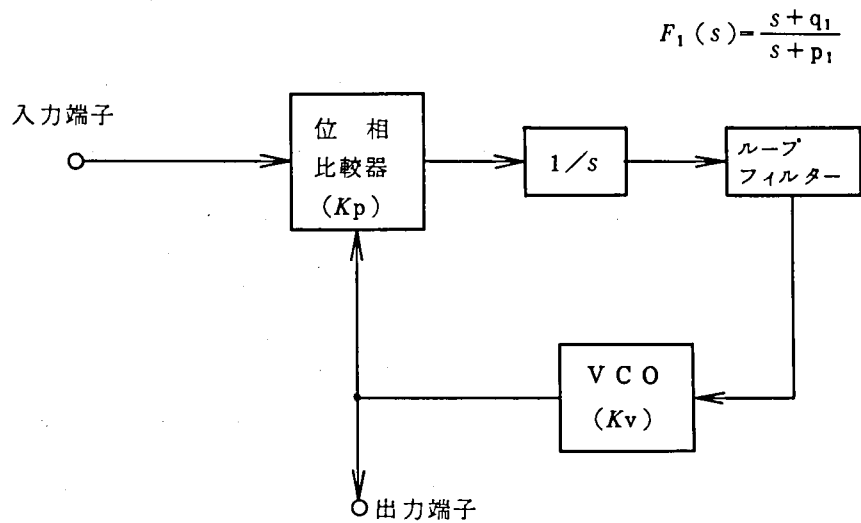 F₁(s)=(s+q₁)/(s+p₁)
入力端子
位相
比較器
(Kp)
1/s
ループ
フィルター
VCO
(Kv)
出力端子